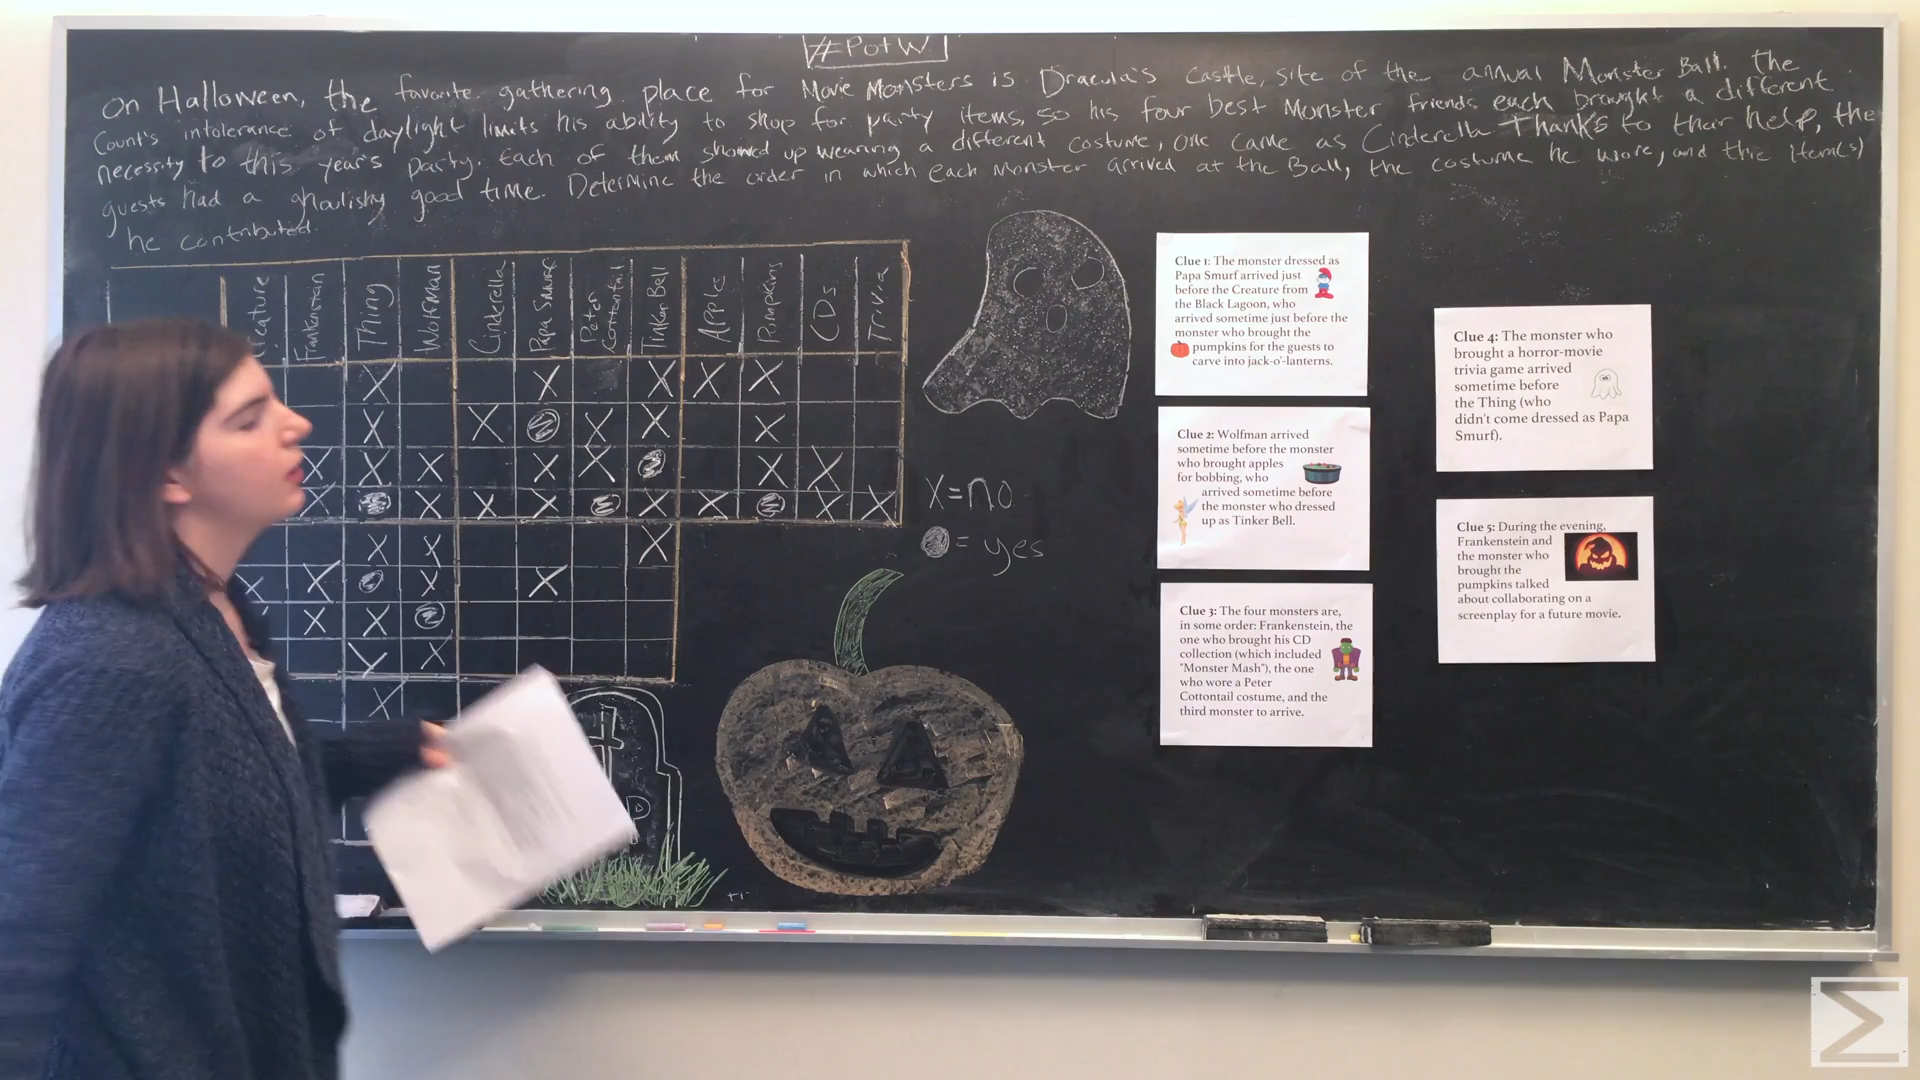 #PotW
On Halloween, the favorite gathering place for Movie Monsters is Dracula's Castle, site of the annual Monster Ball. The
Count's intolerance of daylight limits his ability to shop for party items, so his four best Monster friends each brought a different
necessity to this year's party. Each of them showed up wearing a different costume, one came as Cinderella. Thanks to their help, the
guests had a ghoulishly good time. Determine the order in which each Monster arrived at the Ball, the costume he wore, and the item(s)
he contributed.
Thing
Wolfman
Cinderella
Papa Smurf
Peter Cottontail
Tinker Bell
Apples
Pumpkins
CDs
Trivia
X=no
= yes
Clue 1: The monster dressed as
Papa Smurf arrived just
before the Creature from
the Black Lagoon, who
arrived sometime just before the
monster who brought the
pumpkins for the guests to
carve into jack-o'-lanterns.
Clue 2: Wolfman arrived
sometime before the monster
who brought apples
for bobbing, who
arrived sometime before
the monster who dressed
up as Tinker Bell.
Clue 3: The four monsters are,
in some order: Frankenstein, the
one who brought his CD
collection (which included
"Monster Mash"), the one
who wore a Peter
Cottontail costume, and the
third monster to arrive.
Clue 4: The monster who
brought a horror-movie
trivia game arrived
sometime before
the Thing (who
didn't come dressed as Papa
Smurf).
Clue 5: During the evening,
Frankenstein and
the monster who
brought the
pumpkins talked
about collaborating on a
screenplay for a future movie.